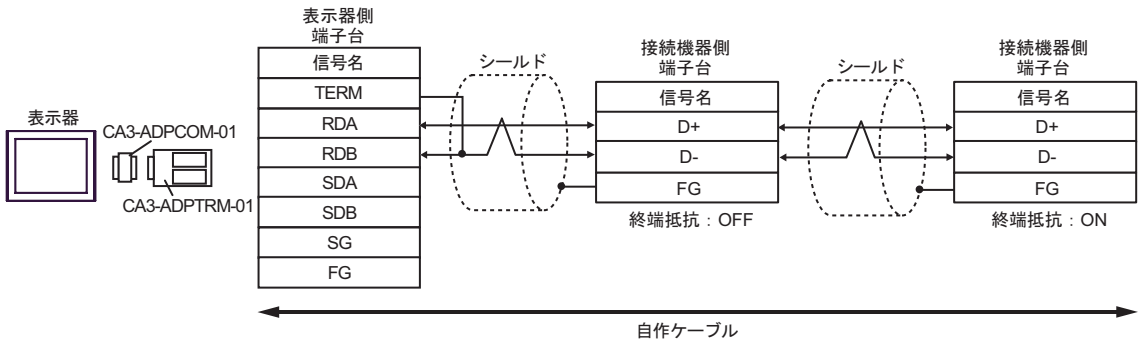 表示器
CA3-ADPCOM-01
CA3-ADPTRM-01
表示器側
端子台
信号名
TERM
RDA
RDB
SDA
SDB
SG
FG
シールド
接続機器側
端子台
信号名
D+
D-
FG
終端抵抗：OFF
シールド
接続機器側
端子台
信号名
D+
D-
FG
終端抵抗：ON
自作ケーブル